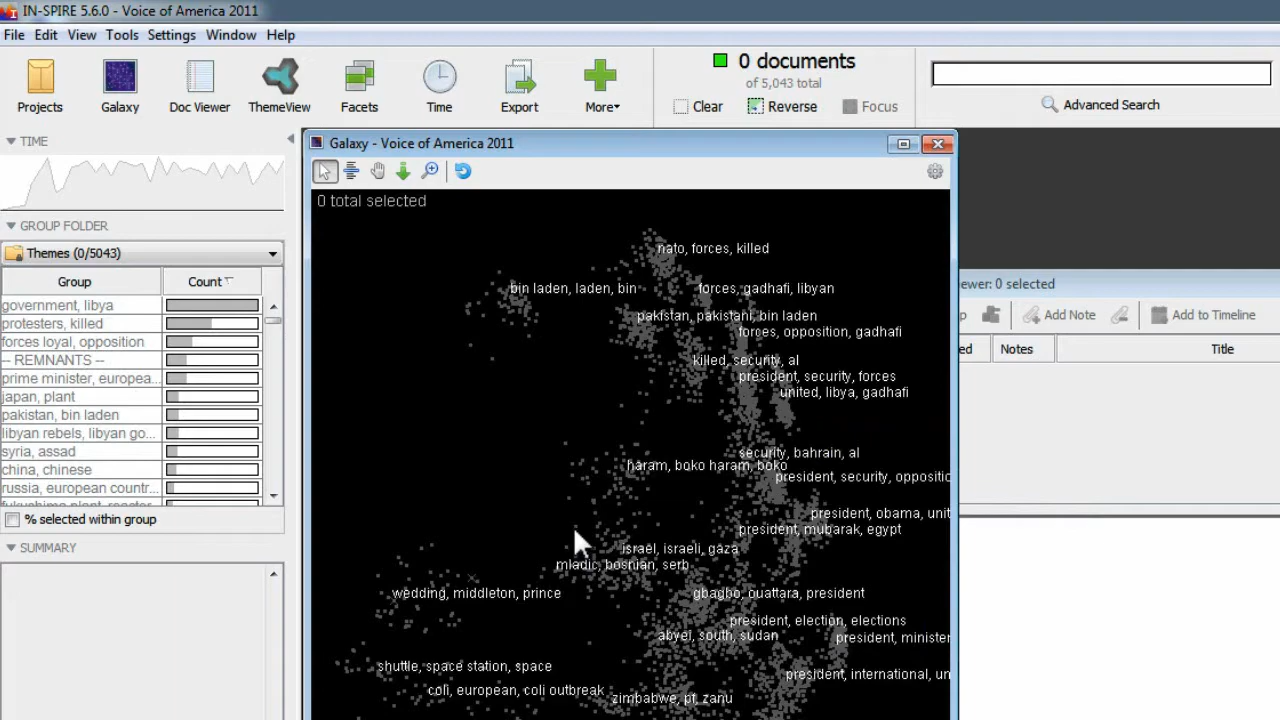 IN-SPIRE 5.6.0 - Voice of America 2011
File Edit View Tools Settings Window Help
Projects Galaxy Doc Viewer ThemeView Facets Time Export More
0 documents
of 5,043 total
Clear Reverse Focus
Advanced Search
TIME
GROUP FOLDER
Themes (0/5043)
Group Count
government, libya
protesters, killed
forces loyal, opposition
-- REMNANTS --
prime minister, europea...
japan, plant
pakistan, bin laden
libyan rebels, libyan go...
syria, assad
china, chinese
russia, european countr...
fukushima plant, reactor
% selected within group
SUMMARY
Galaxy - Voice of America 2011
0 total selected
nato, forces, killed
bin laden, laden, bin
forces, gadhafi, libyan
pakistan, pakistani, bin laden
forces, opposition, gadhafi
killed, security, al
president, security, forces
united, libya, gadhafi
security, bahrain, al
haram, boko haram, boko
president, security, oppositio
president, obama, unit
president, mubarak, egypt
israel, israeli, gaza
mladic, bosnian, serb
wedding, middleton, prince
gbagbo, ouattara, president
president, election, elections
abyei, south, sudan
president, minister
shuttle, space station, space
president, international, un
coli, european, coli outbreak
zimbabwe, pf, zanu
ewer: 0 selected
p Add Note Add to Timeline
ed Notes Title